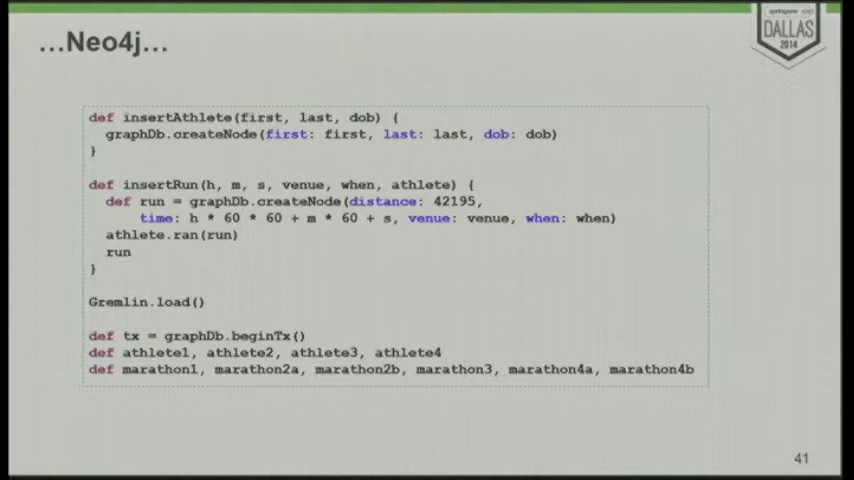 …Neo4j…
DALLAS
2014
def insertAthlete(first, last, dob) {
graphDb.createNode(first: first, last: last, dob: dob)
}
def insertRun(h, m, s, venue, when, athlete) {
def run = graphDb.createNode(distance: 42195,
time: h * 60 * 60 + m * 60 + s, venue: venue, when: when)
athlete.ran(run)
run
}
Gremlin.load()
def tx = graphDb.beginTx()
def athlete1, athlete2, athlete3, athlete4
def marathon1, marathon2a, marathon2b, marathon3, marathon4a, marathon4b
41